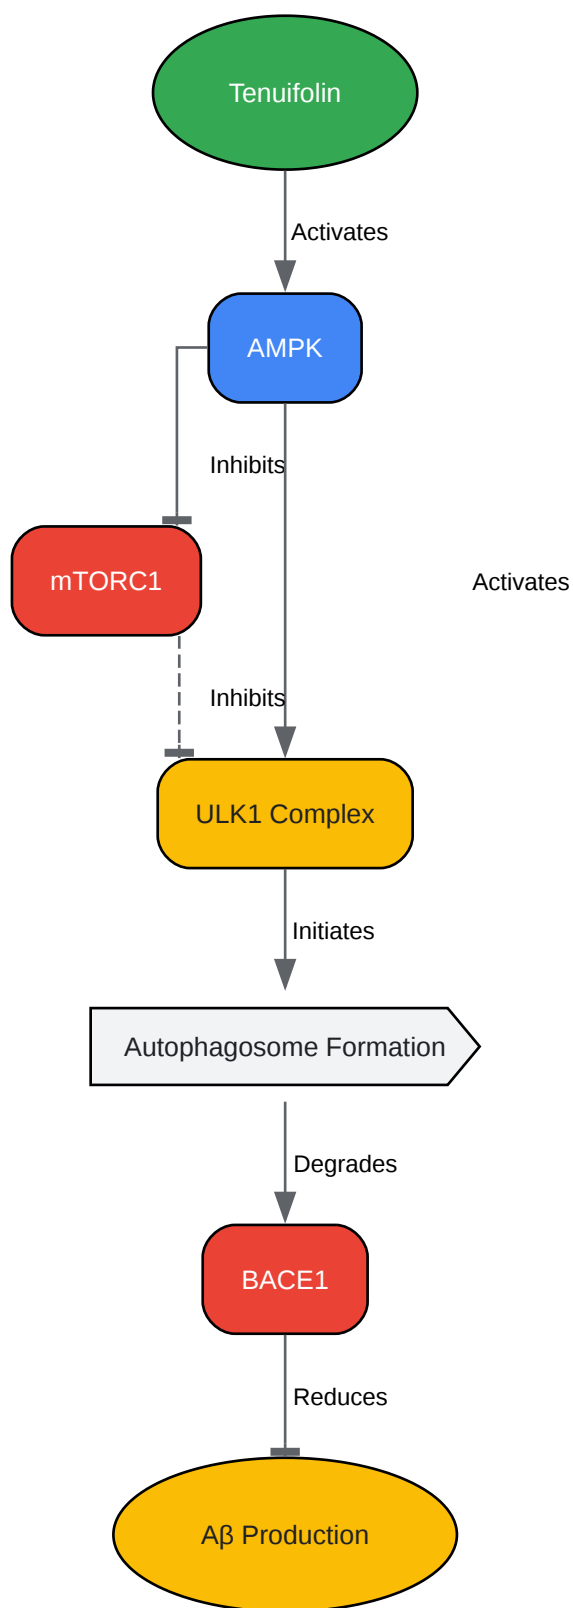 Tenuifolin
Activates
AMPK
Inhibits
mTORC1
Activates
Inhibits
ULK1 Complex
Initiates
Autophagosome Formation
Degrades
BACE1
Reduces
Aβ Production